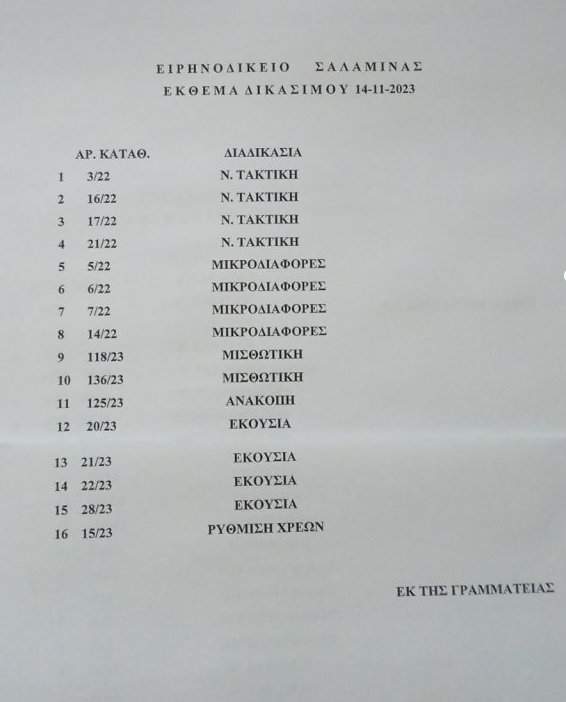 ΕΙΡΗΝΟΔΙΚΕΙΟ ΣΑΛΑΜΙΝΑΣ
ΕΚΘΕΜΑ ΔΙΚΑΣΙΜΟΥ 14-11-2023
ΑΡ. ΚΑΤΑΘ. ΔΙΑΔΙΚΑΣΙΑ
1 3/22 Ν. ΤΑΚΤΙΚΗ
2 16/22 Ν. ΤΑΚΤΙΚΗ
3 17/22 Ν. ΤΑΚΤΙΚΗ
4 21/22 Ν. ΤΑΚΤΙΚΗ
5 5/22 ΜΙΚΡΟΔΙΑΦΟΡΕΣ
6 6/22 ΜΙΚΡΟΔΙΑΦΟΡΕΣ
7 7/22 ΜΙΚΡΟΔΙΑΦΟΡΕΣ
8 14/22 ΜΙΚΡΟΔΙΑΦΟΡΕΣ
9 118/23 ΜΙΣΘΩΤΙΚΗ
10 136/23 ΜΙΣΘΩΤΙΚΗ
11 125/23 ΑΝΑΚΟΠΗ
12 20/23 ΕΚΟΥΣΙΑ
13 21/23 ΕΚΟΥΣΙΑ
14 22/23 ΕΚΟΥΣΙΑ
15 28/23 ΕΚΟΥΣΙΑ
16 15/23 ΡΥΘΜΙΣΗ ΧΡΕΩΝ
ΕΚ ΤΗΣ ΓΡΑΜΜΑΤΕΙΑΣ